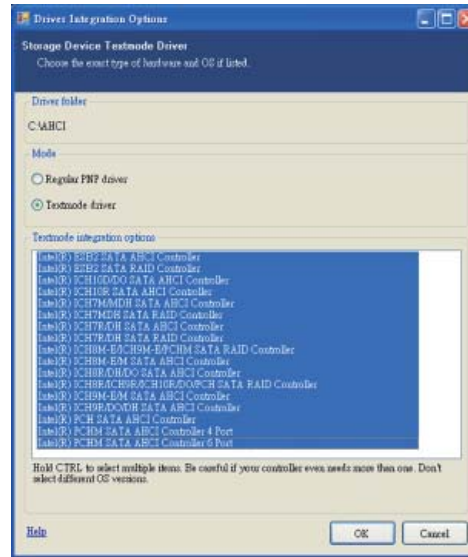 Driver Integration Options
Storage Device Textmode Driver
Choose the exact type of hardware and OS if listed.
Driver folder
C:\AHCI
Mode
Regular PNP driver
Textmode driver
Textmode integration options
Intel(R) ESB2 SATA AHCI Controller
Intel(R) ESB2 SATA RAID Controller
Intel(R) ICH10D/DO SATA AHCI Controller
Intel(R) ICH10R SATA AHCI Controller
Intel(R) ICH7M/MDH SATA AHCI Controller
Intel(R) ICH7MDH SATA RAID Controller
Intel(R) ICH7R/DH SATA AHCI Controller
Intel(R) ICH7R/DH SATA RAID Controller
Intel(R) ICH8M-E/ICH9M-E/PCHM SATA RAID Controller
Intel(R) ICH8M-E/M SATA AHCI Controller
Intel(R) ICH8R/DH/DO SATA AHCI Controller
Intel(R) ICH8R/ICH9R/ICH10R/DO/PCH SATA RAID Controller
Intel(R) ICH9M-E/M SATA AHCI Controller
Intel(R) ICH9R/DO/DH SATA AHCI Controller
Intel(R) PCH SATA AHCI Controller
Intel(R) PCHM SATA AHCI Controller 4 Port
Intel(R) PCHM SATA AHCI Controller 6 Port
Hold CTRL to select multiple items. Be careful if your controller even needs more than one. Don't
select different OS versions.
Help
OK
Cancel